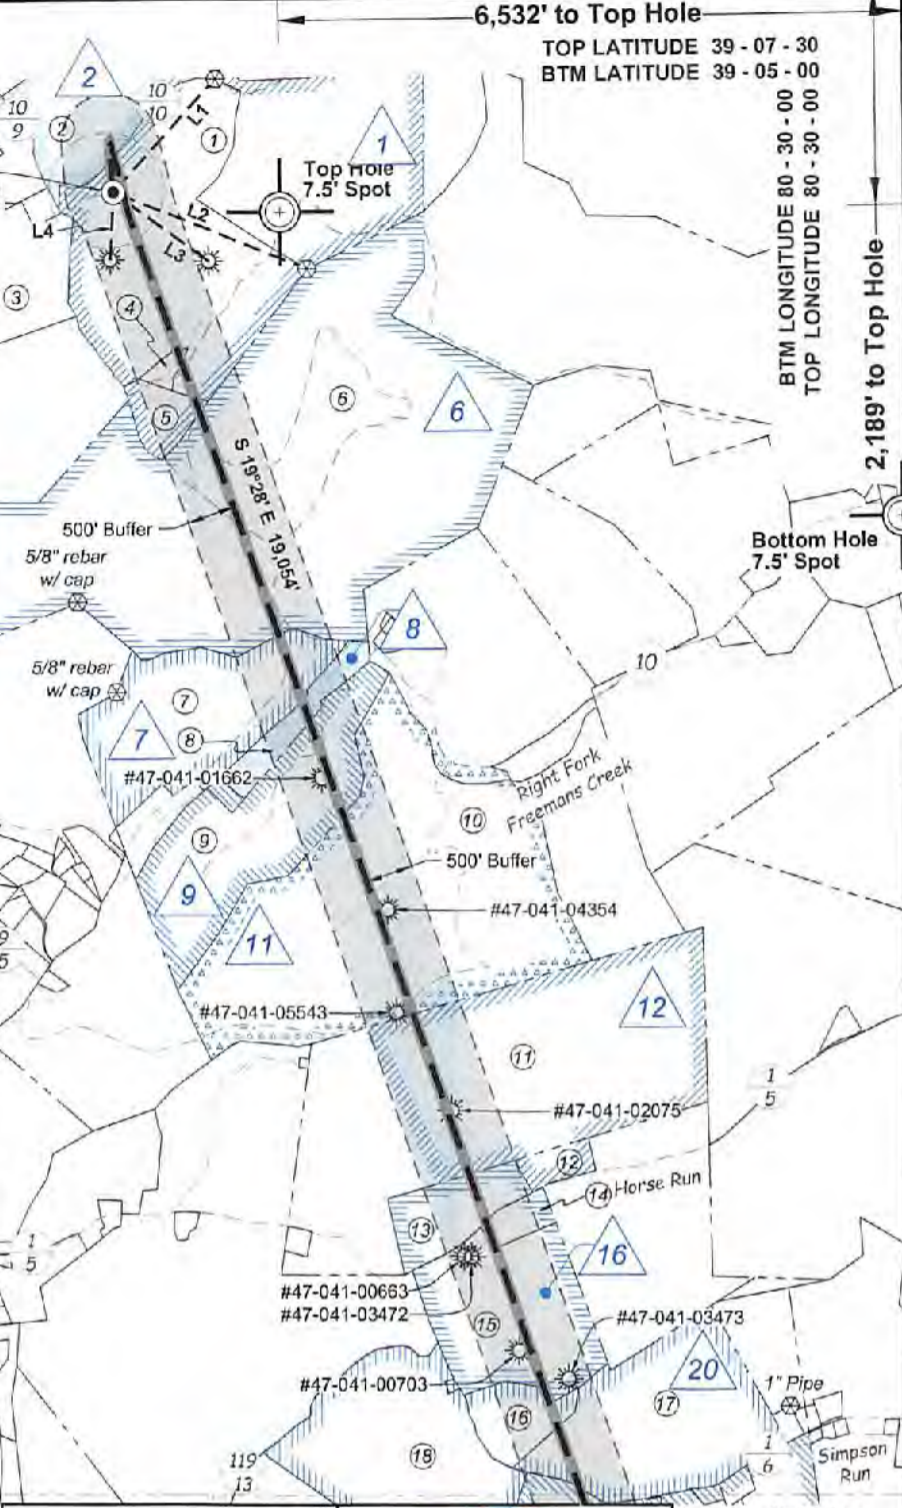 6,532' to Top Hole
TOP LATITUDE 39 - 07 - 30
BTM LATITUDE 39 - 05 - 00
BTM LONGITUDE 80 - 30 - 00
TOP LONGITUDE 80 - 30 - 00
2,189' to Top Hole
2
10
9
2
10
10
L1
1
1
Top Hole
7.5' Spot
L2
L3
L4
3
4
5
6
6
S 19°28' E 19,054'
500' Buffer
5/8" rebar
w/ cap
Bottom Hole
7.5' Spot
8
10
5/8" rebar
w/ cap
7
7
8
#47-041-01662
Right Fork
Freemans Creek
10
9
500' Buffer
9
#47-041-04354
11
9
5
#47-041-05543
12
11
1
5
#47-041-02075
12
14
Horse Run
13
16
1
5
#47-041-00663
#47-041-03472
15
#47-041-03473
#47-041-00703
20
1" Pipe
17
16
18
119
13
1
6
Simpson
Run